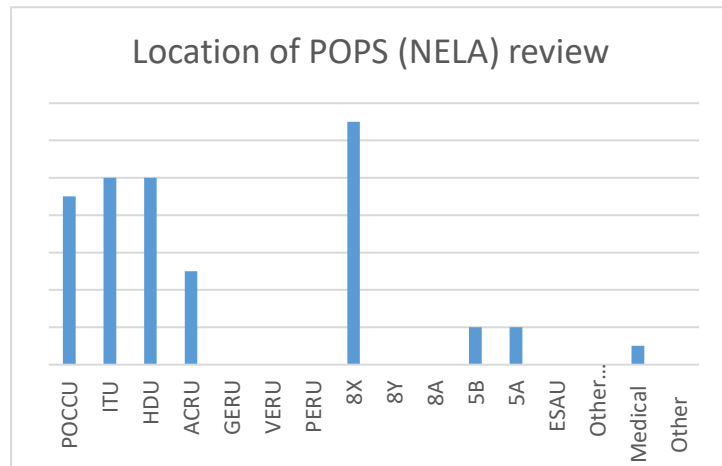 Location of POPS (NELA) review
POCCU
ITU
HDU
ACRU
GERU
VERU
PERU
8X
8Y
8A
5B
5A
ESAU
Other...
Medical
Other